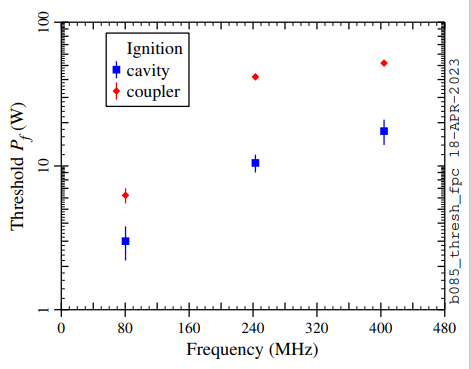 Ignition
cavity
coupler
100
10
1
Threshold P_f (W)
0 80 160 240 320 400 480
Frequency (MHz)
b085_thresh_fpc 18-APR-2023